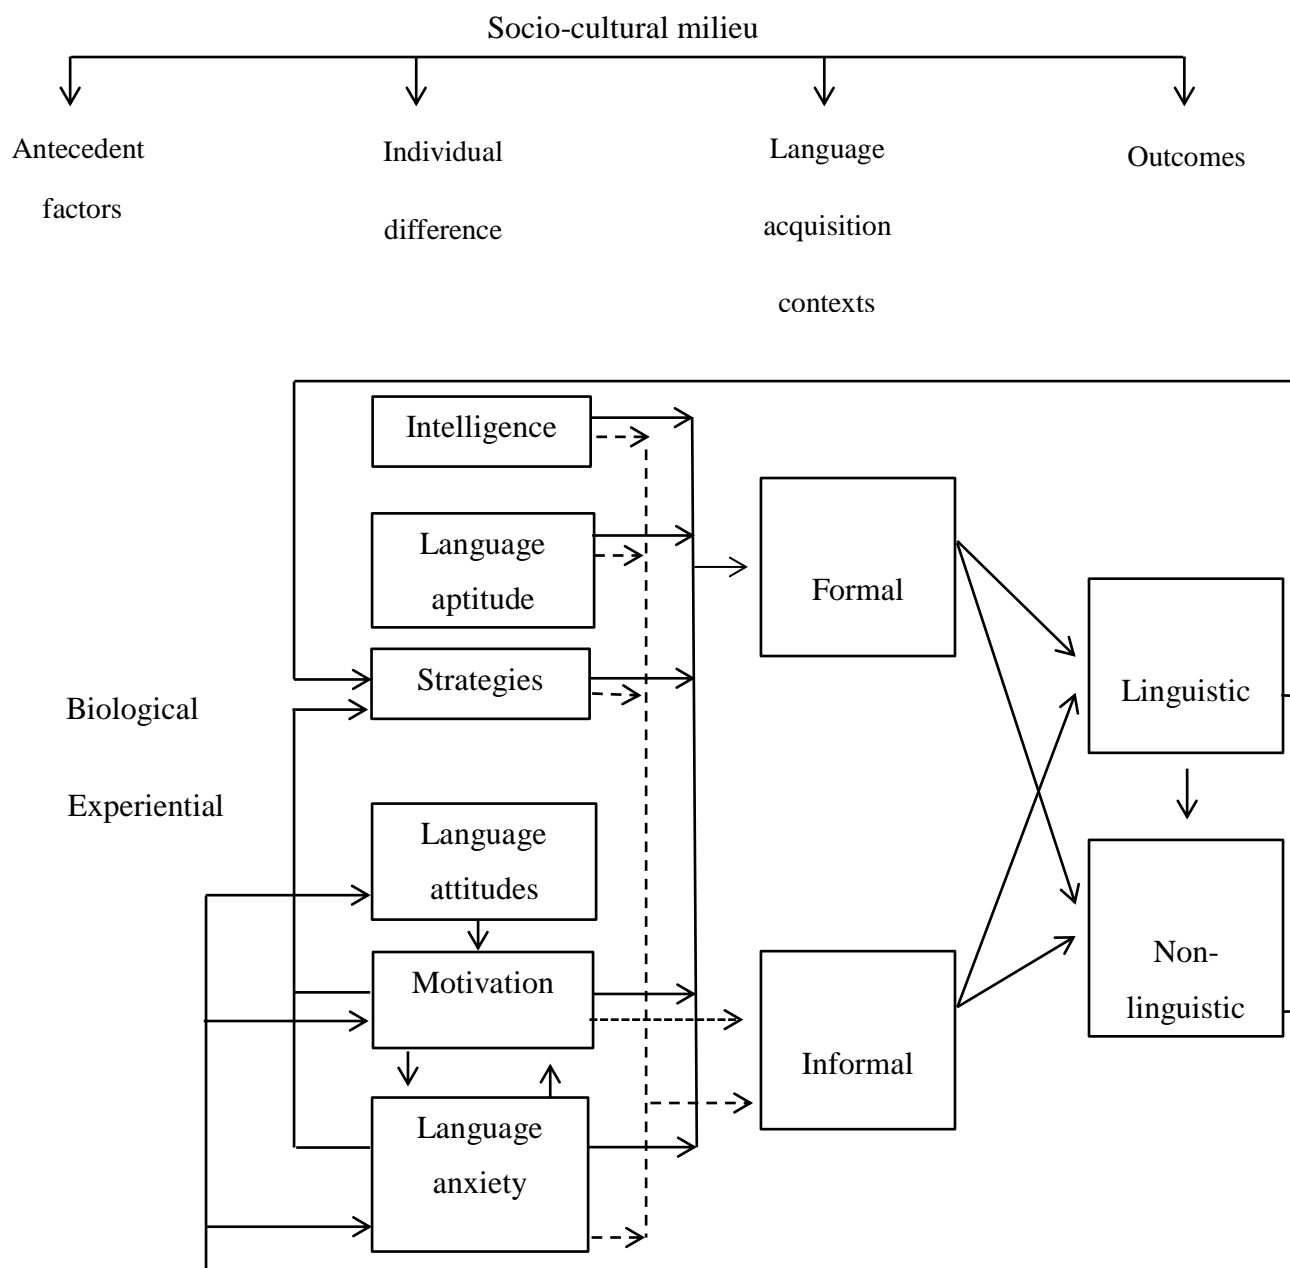 Socio-cultural milieu
Antecedent
factors
Individual
difference
Language
acquisition
contexts
Outcomes
Intelligence
Language
aptitude
Strategies
Biological
Experiential
Language
attitudes
Motivation
Language
anxiety
Formal
Informal
Linguistic
Non-
linguistic